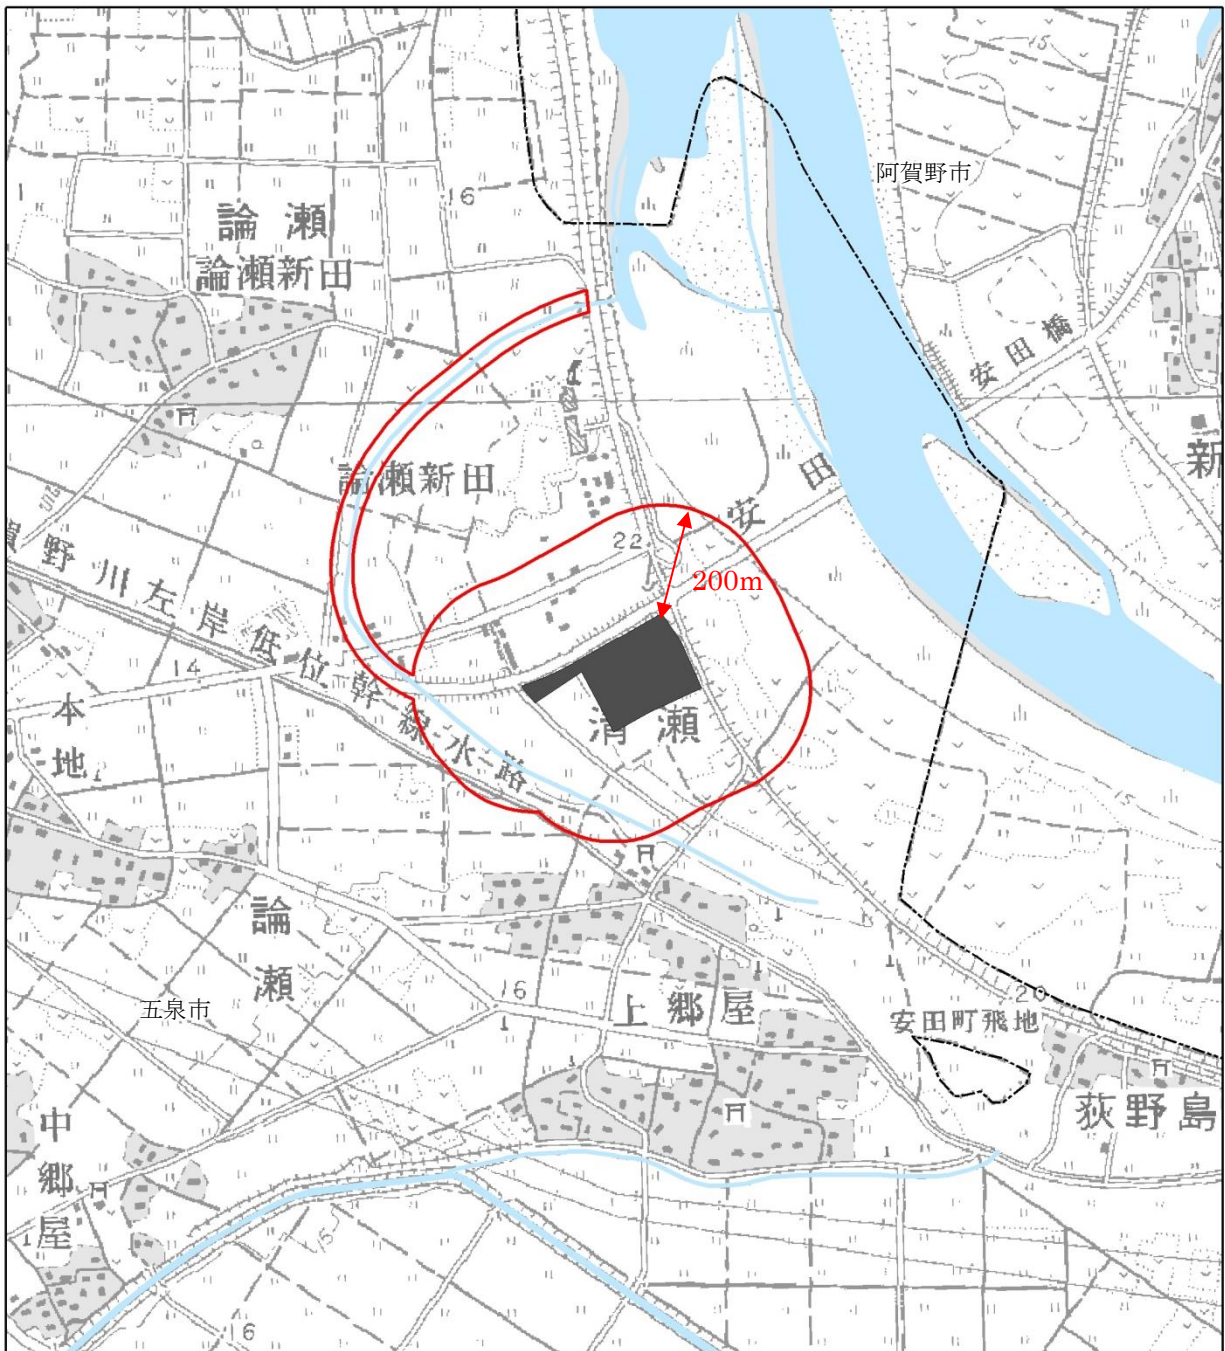 15
阿賀野市
16
論瀬
論瀬新田
安田橋
新
論瀬新田
安田
22
200m
賀野川左岸低位幹線水路
14
本地
清瀬
15
論瀬
五泉市
16
上郷屋
20
安田町飛地
荻野島
中郷屋
15
16